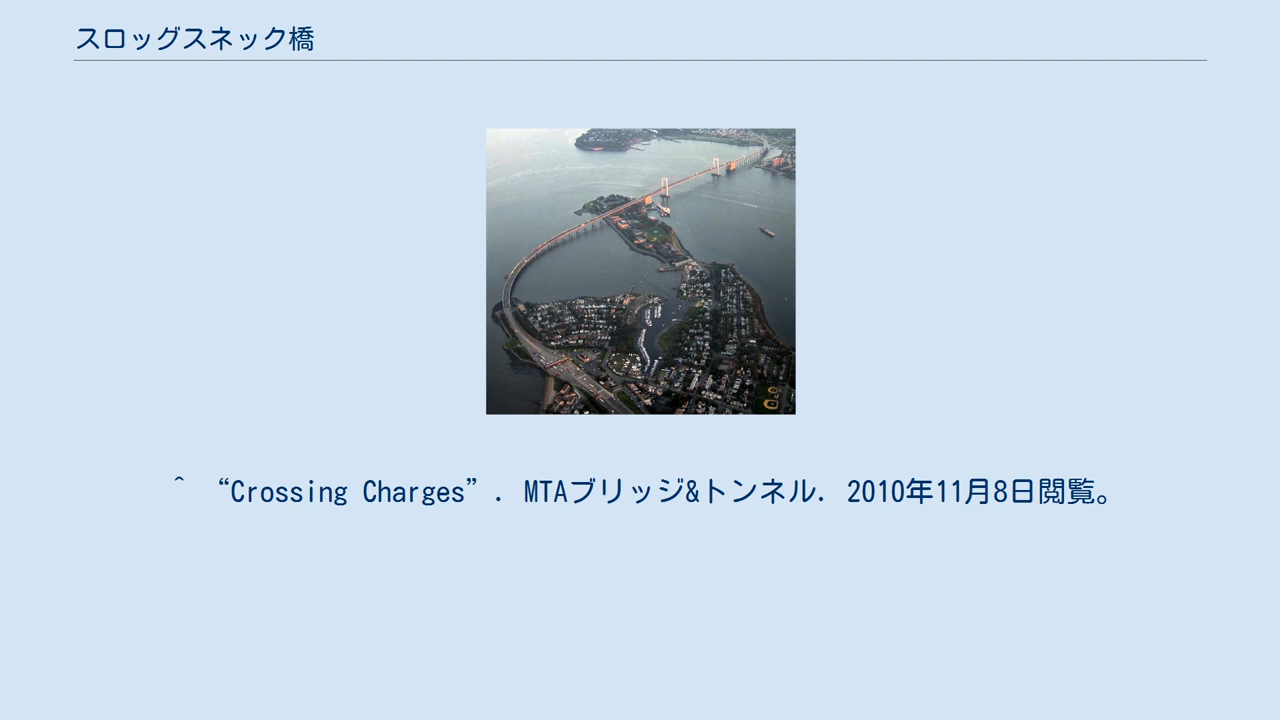 スロッグスネック橋
^ “Crossing Charges”. MTAブリッジ&トンネル. 2010年11月8日閲覧。